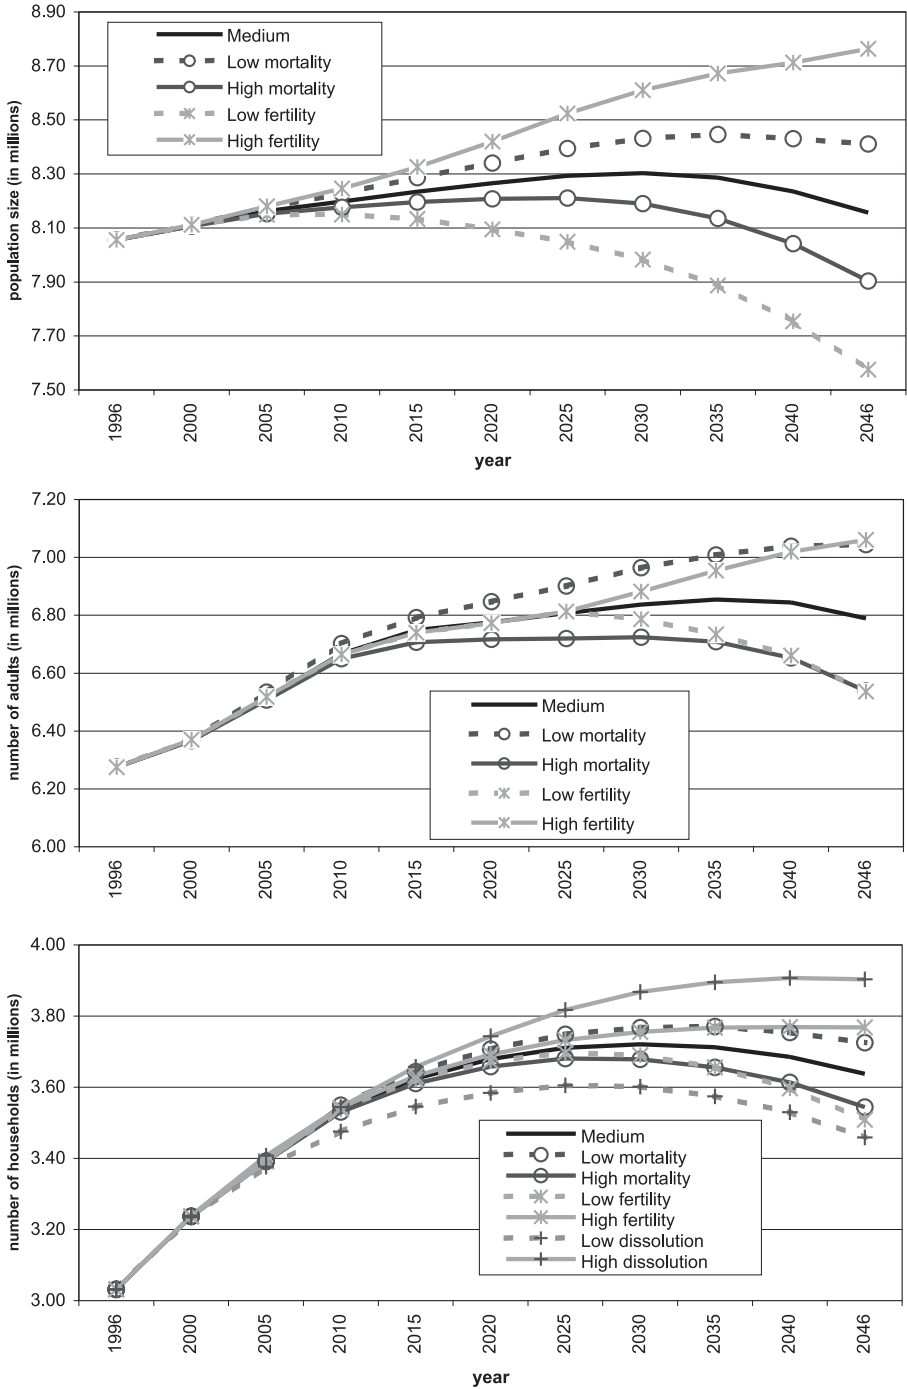 8.90
8.70
8.50
8.30
8.10
7.90
7.70
7.50
population size (in millions)
Medium
Low mortality
High mortality
Low fertility
High fertility
1996
2000
2005
2010
2015
2020
2025
2030
2035
2040
2046
year
7.20
7.00
6.80
6.60
6.40
6.20
6.00
number of adults (in millions)
Medium
Low mortality
High mortality
Low fertility
High fertility
1996
2000
2005
2010
2015
2020
2025
2030
2035
2040
2046
4.00
3.80
3.60
3.40
3.20
3.00
number of households (in millions)
Medium
Low mortality
High mortality
Low fertility
High fertility
Low dissolution
High dissolution
1996
2000
2005
2010
2015
2020
2025
2030
2035
2040
2046
year